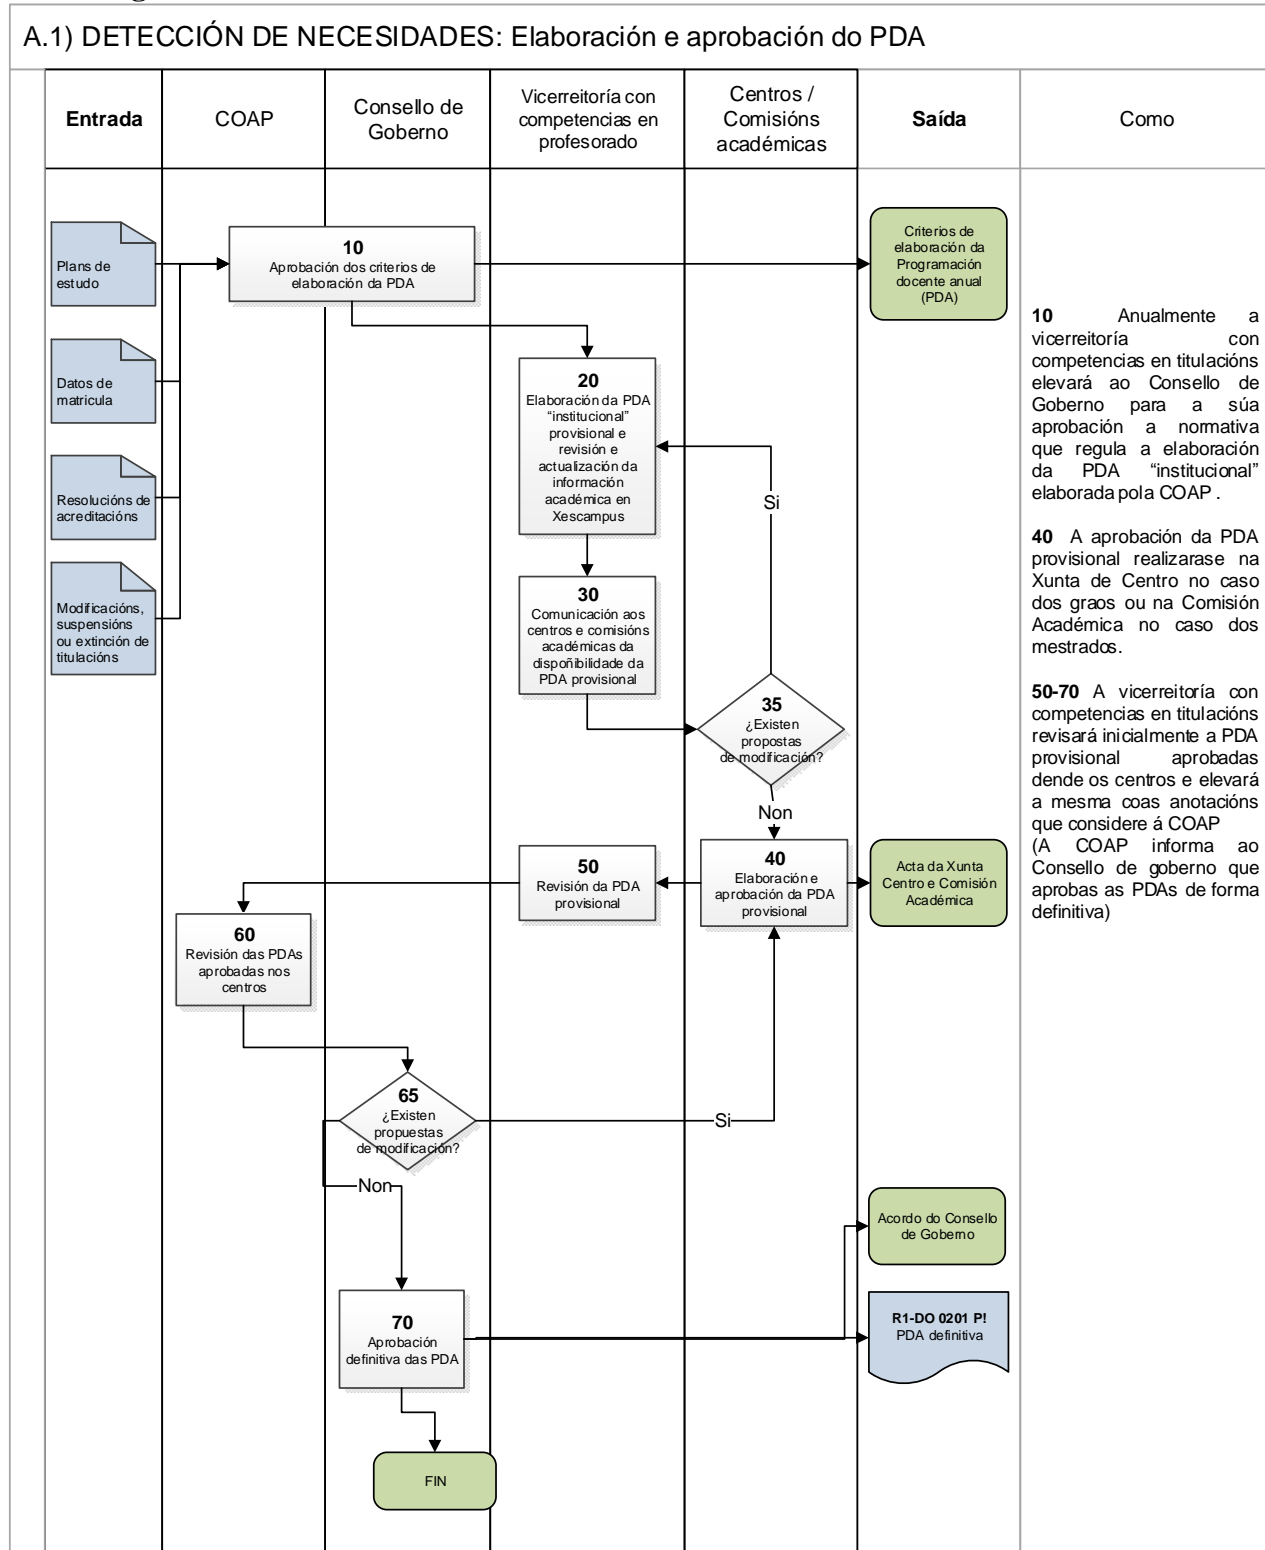 A.1) DETECCIÓN DE NECESIDADES: Elaboración e aprobación do PDA
Entrada
COAP
Consello de
Goberno
Vicerreitoría con
competencias en
profesorado
Centros /
Comisións
académicas
Saída
Como
Plans de
estudo
Datos de
matricula
Resolucións de
acreditacións
Modificacións,
suspensións
ou extinción de
titulacións
10
Aprobación dos criterios de
elaboración da PDA
Criterios de
elaboración da
Programación
docente anual
(PDA)
20
Elaboración da PDA
“institucional”
provisional e
revisión e
actualización da
información
académica en
Xescampus
Si
30
Comunicación aos
centros e comisións
académicas da
dispoñibilidade da
PDA provisional
35
¿Existen
propostas
de modificación?
Non
40
Elaboración e
aprobación da PDA
provisional
50
Revisión da PDA
provisional
Acta da Xunta
Centro e Comisión
Académica
60
Revisión das PDAs
aprobadas nos
centros
65
¿Existen
propuestas
de modificación?
Si
Non
70
Aprobación
definitiva das PDA
Acordo do Consello
de Goberno
R1-DO 0201 P!
PDA definitiva
FIN
10 Anualmente a
vicerreitoría con
competencias en titulacións
elevará ao Consello de
Goberno para a súa
aprobación a normativa
que regula a elaboración
da PDA “institucional”
elaborada pola COAP .
40 A aprobación da PDA
provisional realizarase na
Xunta de Centro no caso
dos graos ou na Comisión
Académica no caso dos
mestrados.
50-70 A vicerreitoría con
competencias en titulacións
revisará inicialmente a PDA
provisional aprobadas
dende os centros e elevará
a mesma coas anotacións
que considere á COAP
(A COAP informa ao
Consello de goberno que
aprobas as PDAs de forma
definitiva)